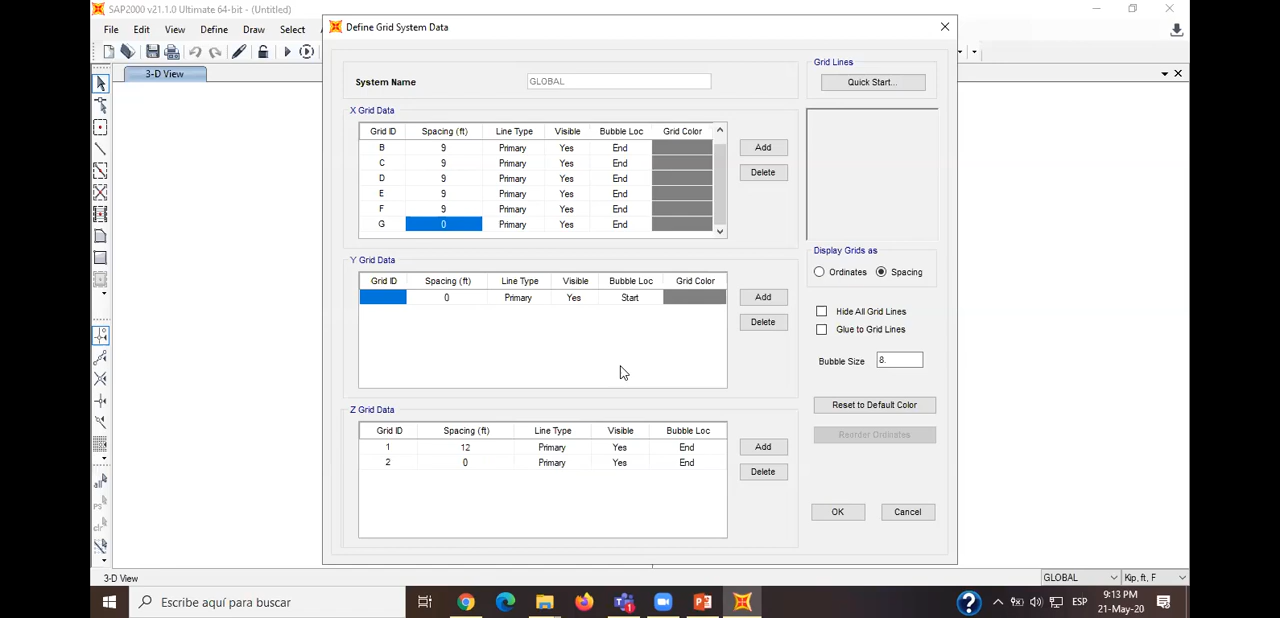 SAP2000 v21.1.0 Ultimate 64-bit - (Untitled)
File Edit View Define Draw Select
3-D View
Define Grid System Data
System Name GLOBAL
Grid Lines
Quick Start...
X Grid Data
Grid ID Spacing (ft) Line Type Visible Bubble Loc Grid Color
B 9 Primary Yes End
C 9 Primary Yes End
D 9 Primary Yes End
E 9 Primary Yes End
F 9 Primary Yes End
G 0 Primary Yes End
Add
Delete
Y Grid Data
Grid ID Spacing (ft) Line Type Visible Bubble Loc Grid Color
0 Primary Yes Start
Add
Delete
Display Grids as
Ordinates Spacing
Hide All Grid Lines
Glue to Grid Lines
Bubble Size 8.
Reset to Default Color
Reorder Ordinates
Z Grid Data
Grid ID Spacing (ft) Line Type Visible Bubble Loc
1 12 Primary Yes End
2 0 Primary Yes End
Add
Delete
OK Cancel
all
ps
clr
3-D View
GLOBAL
Kip, ft, F
Escribe aquí para buscar
ESP
9:13 PM
21-May-20